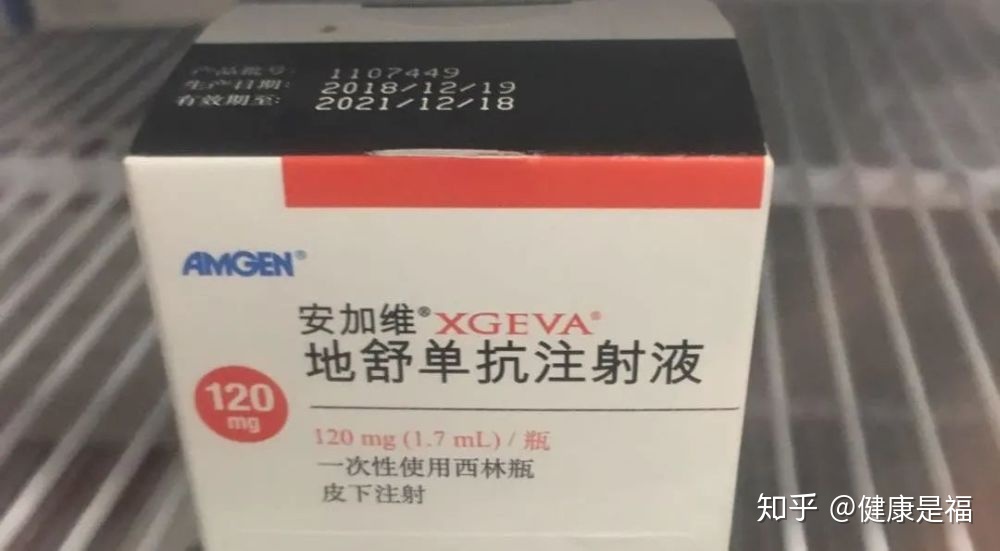 产品批号: 1107449
生产日期: 2018/12/19
有效期至: 2021/12/18
AMGEN®
安加维®XGEVA®
地舒单抗注射液
120
mg
120 mg (1.7 mL) / 瓶
一次性使用西林瓶
皮下注射
知乎 @健康是福